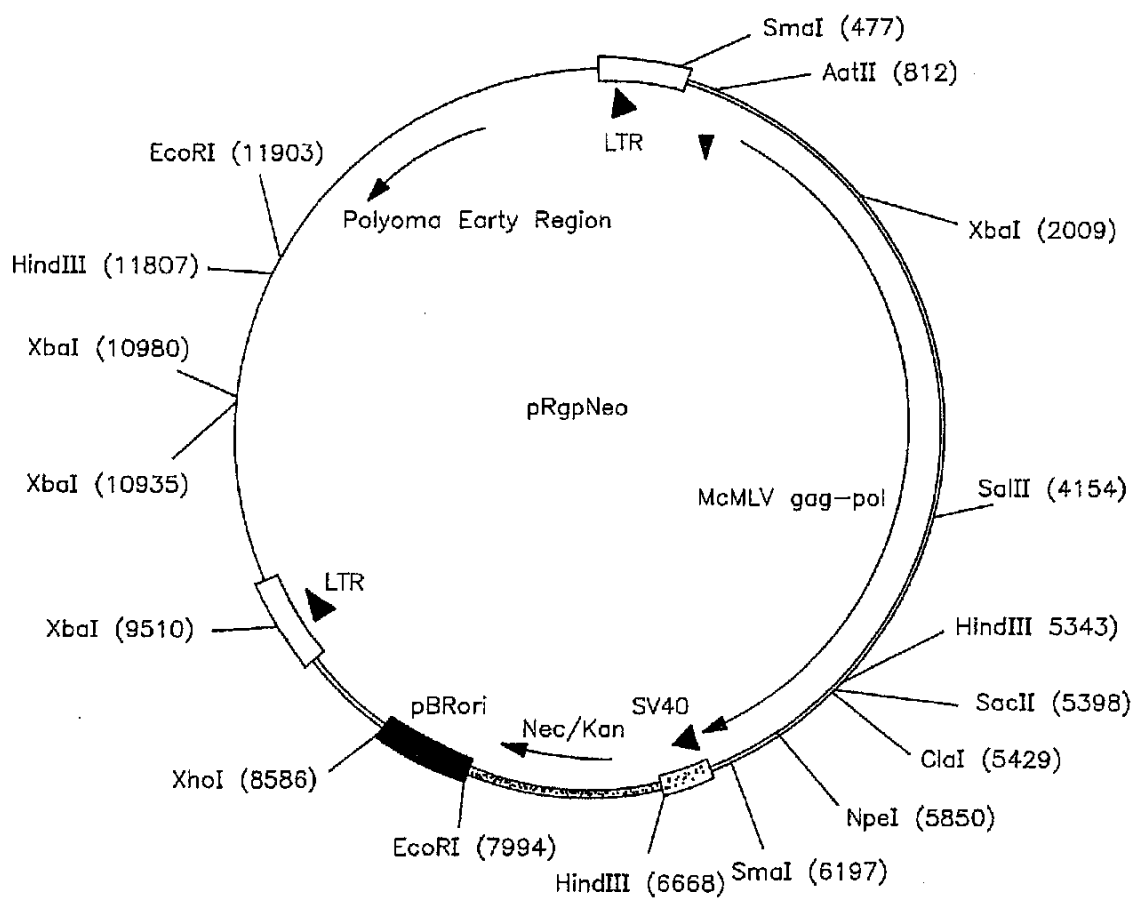 SmaI (477)
AatII (812)
LTR
EcoRI (11903)
Polyoma Earty Region
XbaI (2009)
HindIII (11807)
XbaI (10980)
pRgpNeo
XbaI (10935)
McMLV gag-pol
SalII (4154)
LTR
XbaI (9510)
HindIII 5343)
SacII (5398)
pBRori
SV40
Nec/Kan
ClaI (5429)
XhoI (8586)
NpeI (5850)
EcoRI (7994)
SmaI (6197)
HindIII (6668)